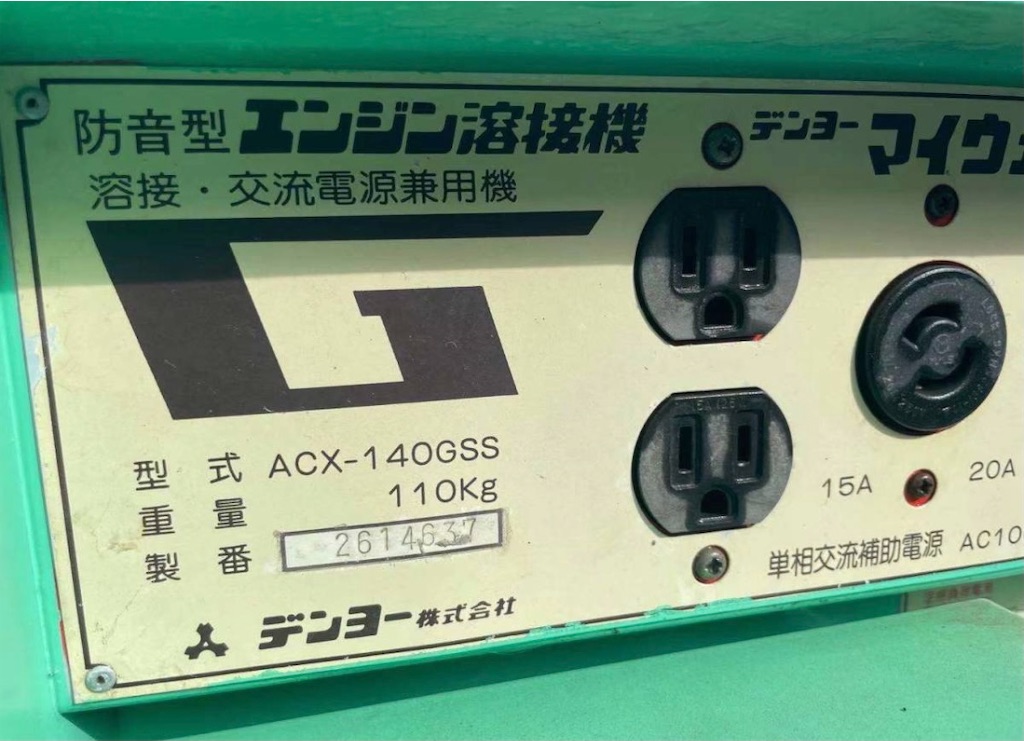 防音型 エンジン溶接機
溶接・交流電源兼用機
G
型式 ACX-140GSS
重量 110Kg
製番 2614637
デンヨー株式会社
デンヨー マイウェ
15A
20A
単相交流補助電源 AC10